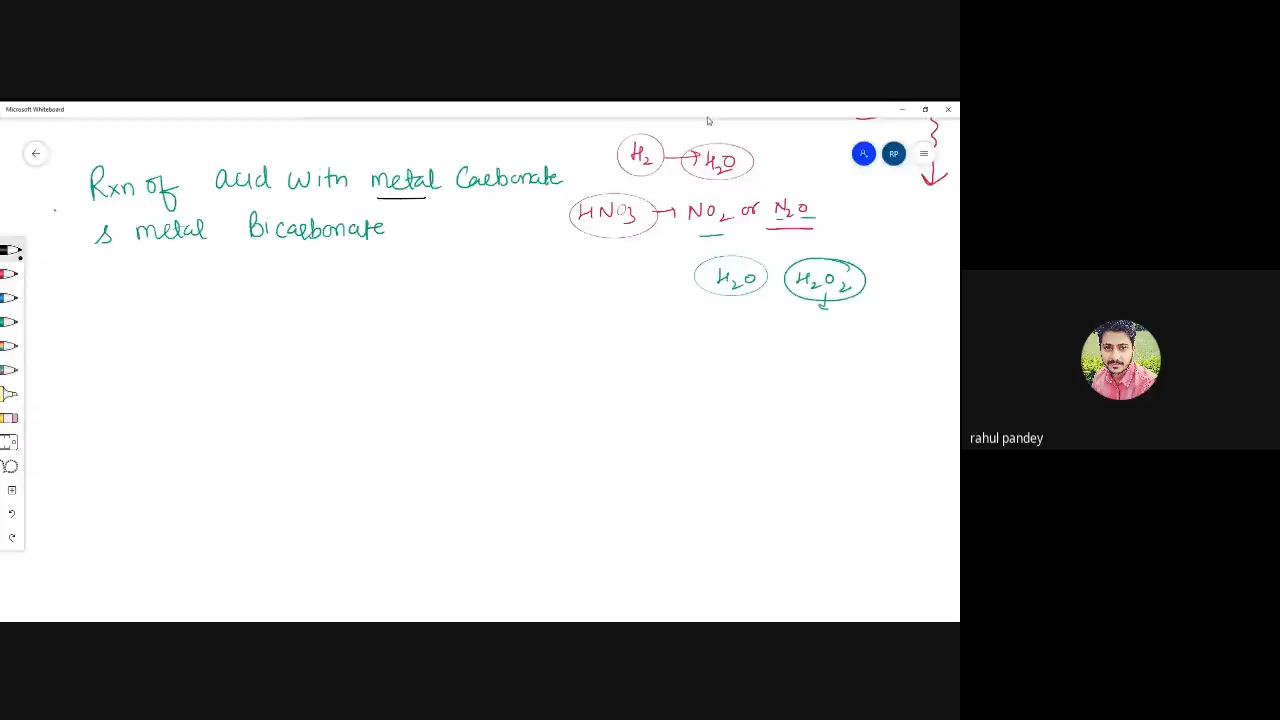 Microsoft Whiteboard
RP
Rxn of acid with metal Carbonate
& metal Bicarbonate
H2 → H2O
HNO3 → NO2 or N2O
H2O H2O2
rahul pandey